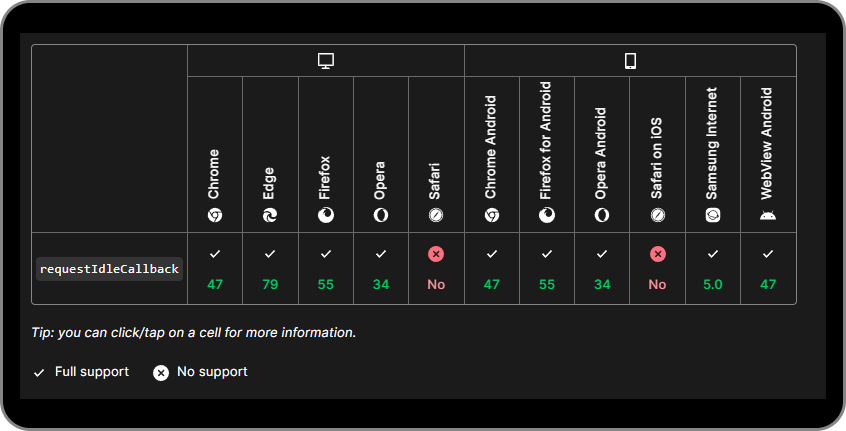 Chrome
Edge
Firefox
Opera
Safari
Chrome Android
Firefox for Android
Opera Android
Safari on iOS
Samsung Internet
WebView Android
requestIdleCallback
47 79 55 34 No 47 55 34 No 5.0 47
Tip: you can click/tap on a cell for more information.
Full support No support